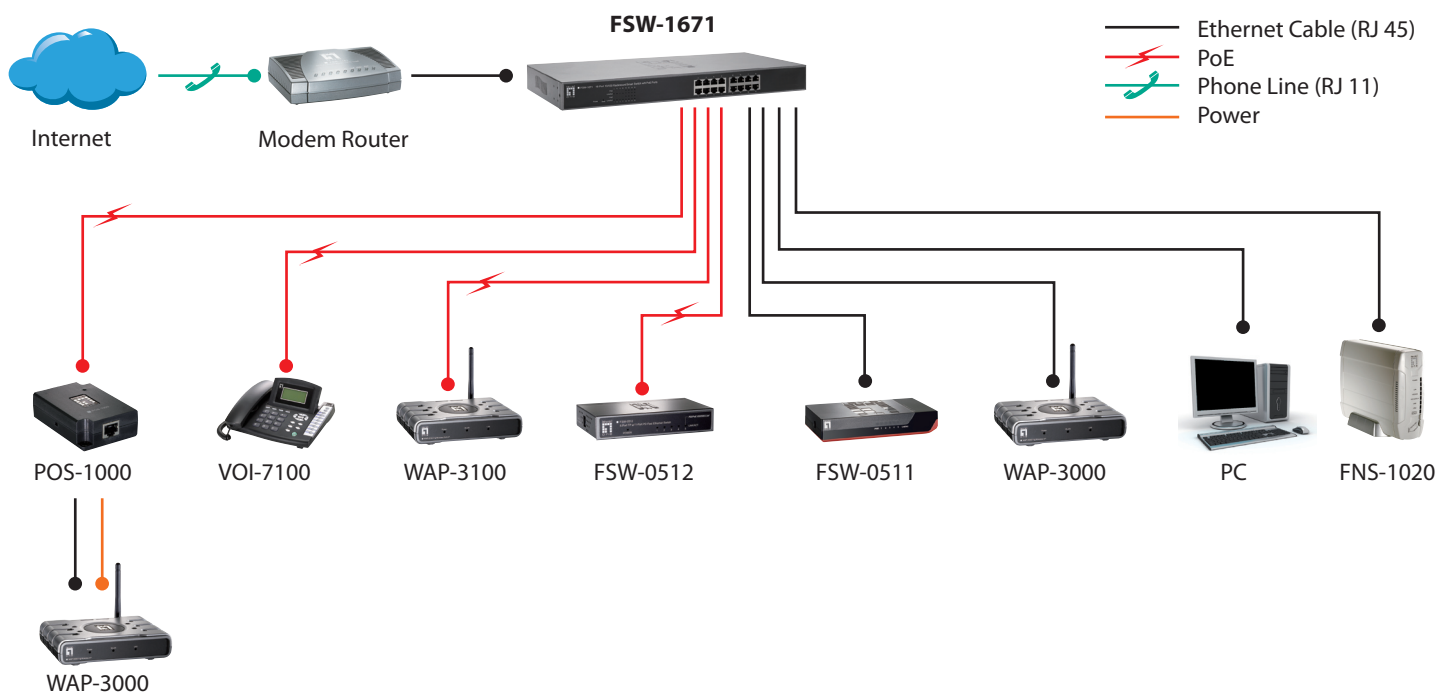 FSW-1671
Ethernet Cable (RJ 45)
PoE
Phone Line (RJ 11)
Power
Internet
Modem Router
POS-1000
VOI-7100
WAP-3100
FSW-0512
FSW-0511
WAP-3000
PC
FNS-1020
WAP-3000